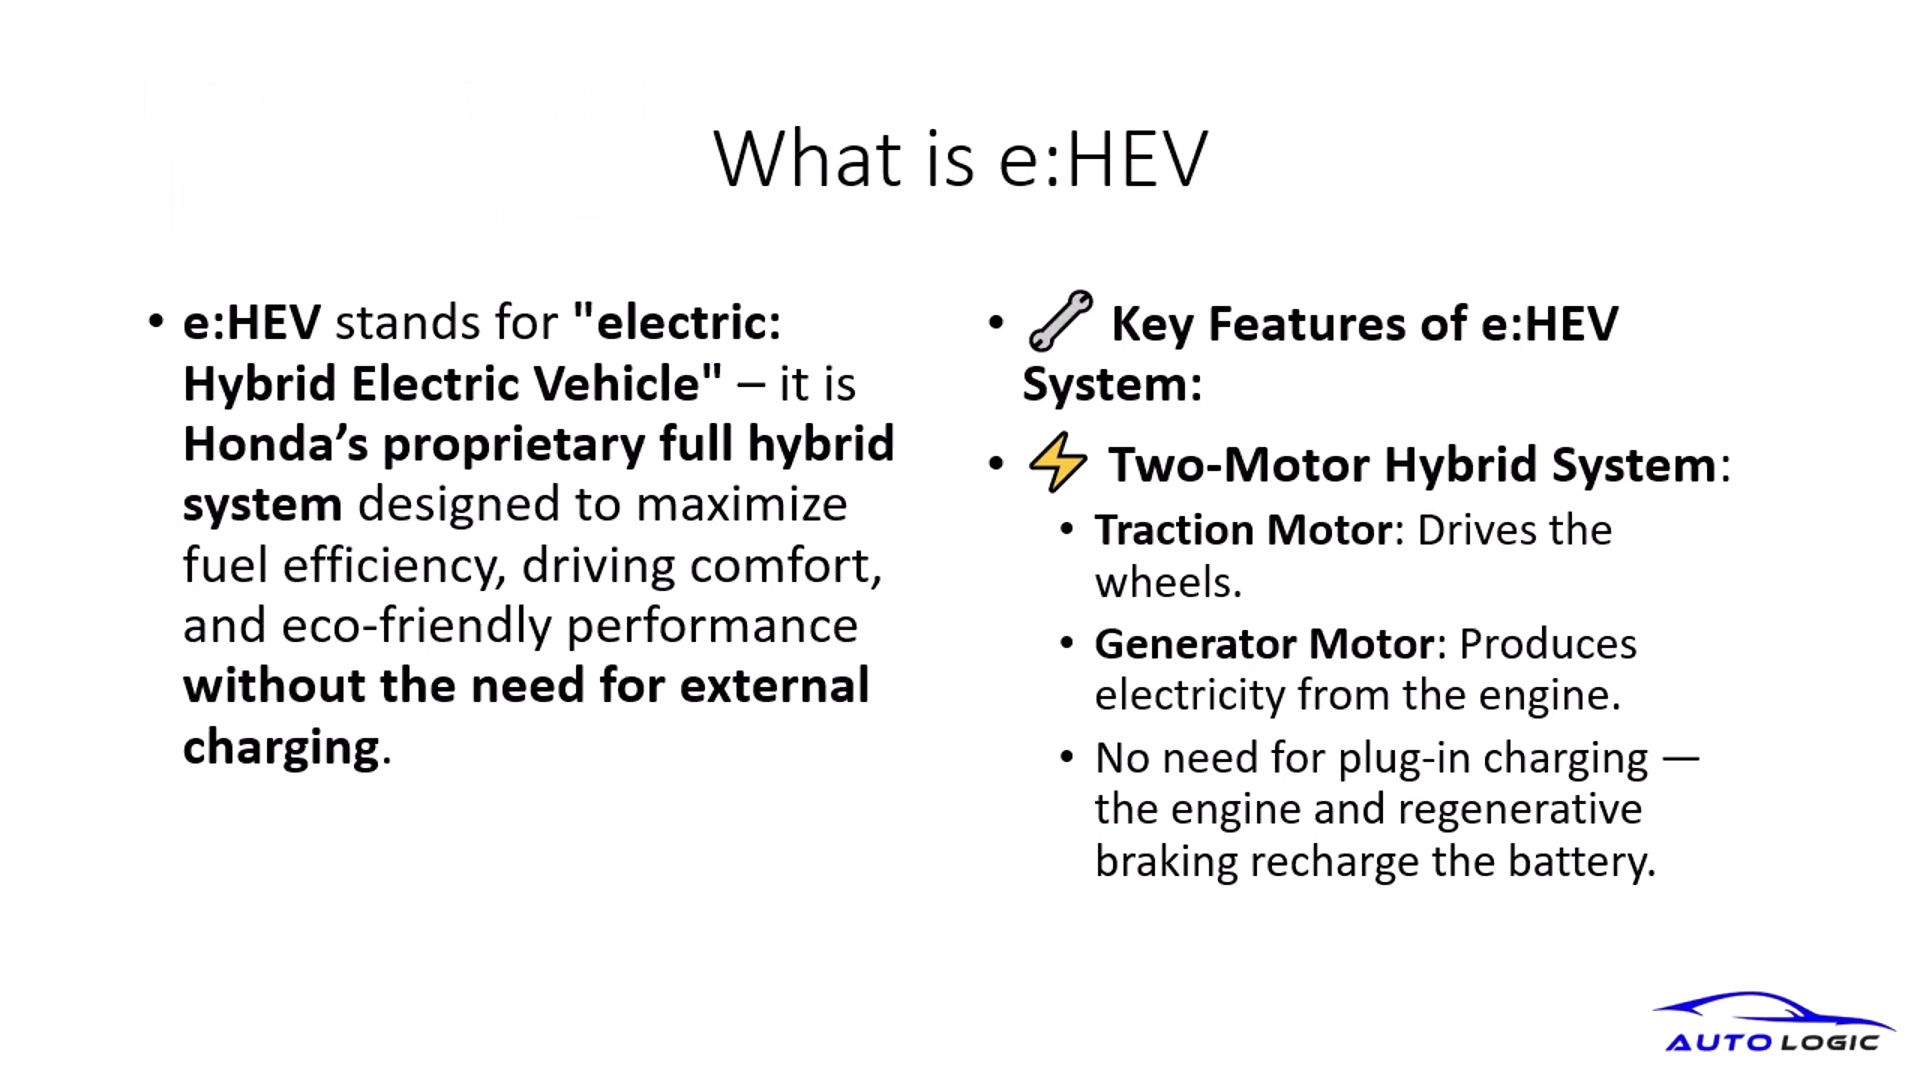 What is e:HEV
• e:HEV stands for "electric:
Hybrid Electric Vehicle" – it is
Honda’s proprietary full hybrid
system designed to maximize
fuel efficiency, driving comfort,
and eco-friendly performance
without the need for external
charging.
• 🔧 Key Features of e:HEV
System:
• ⚡ Two-Motor Hybrid System:
• Traction Motor: Drives the
wheels.
• Generator Motor: Produces
electricity from the engine.
• No need for plug-in charging —
the engine and regenerative
braking recharge the battery.
AUTO LOGIC